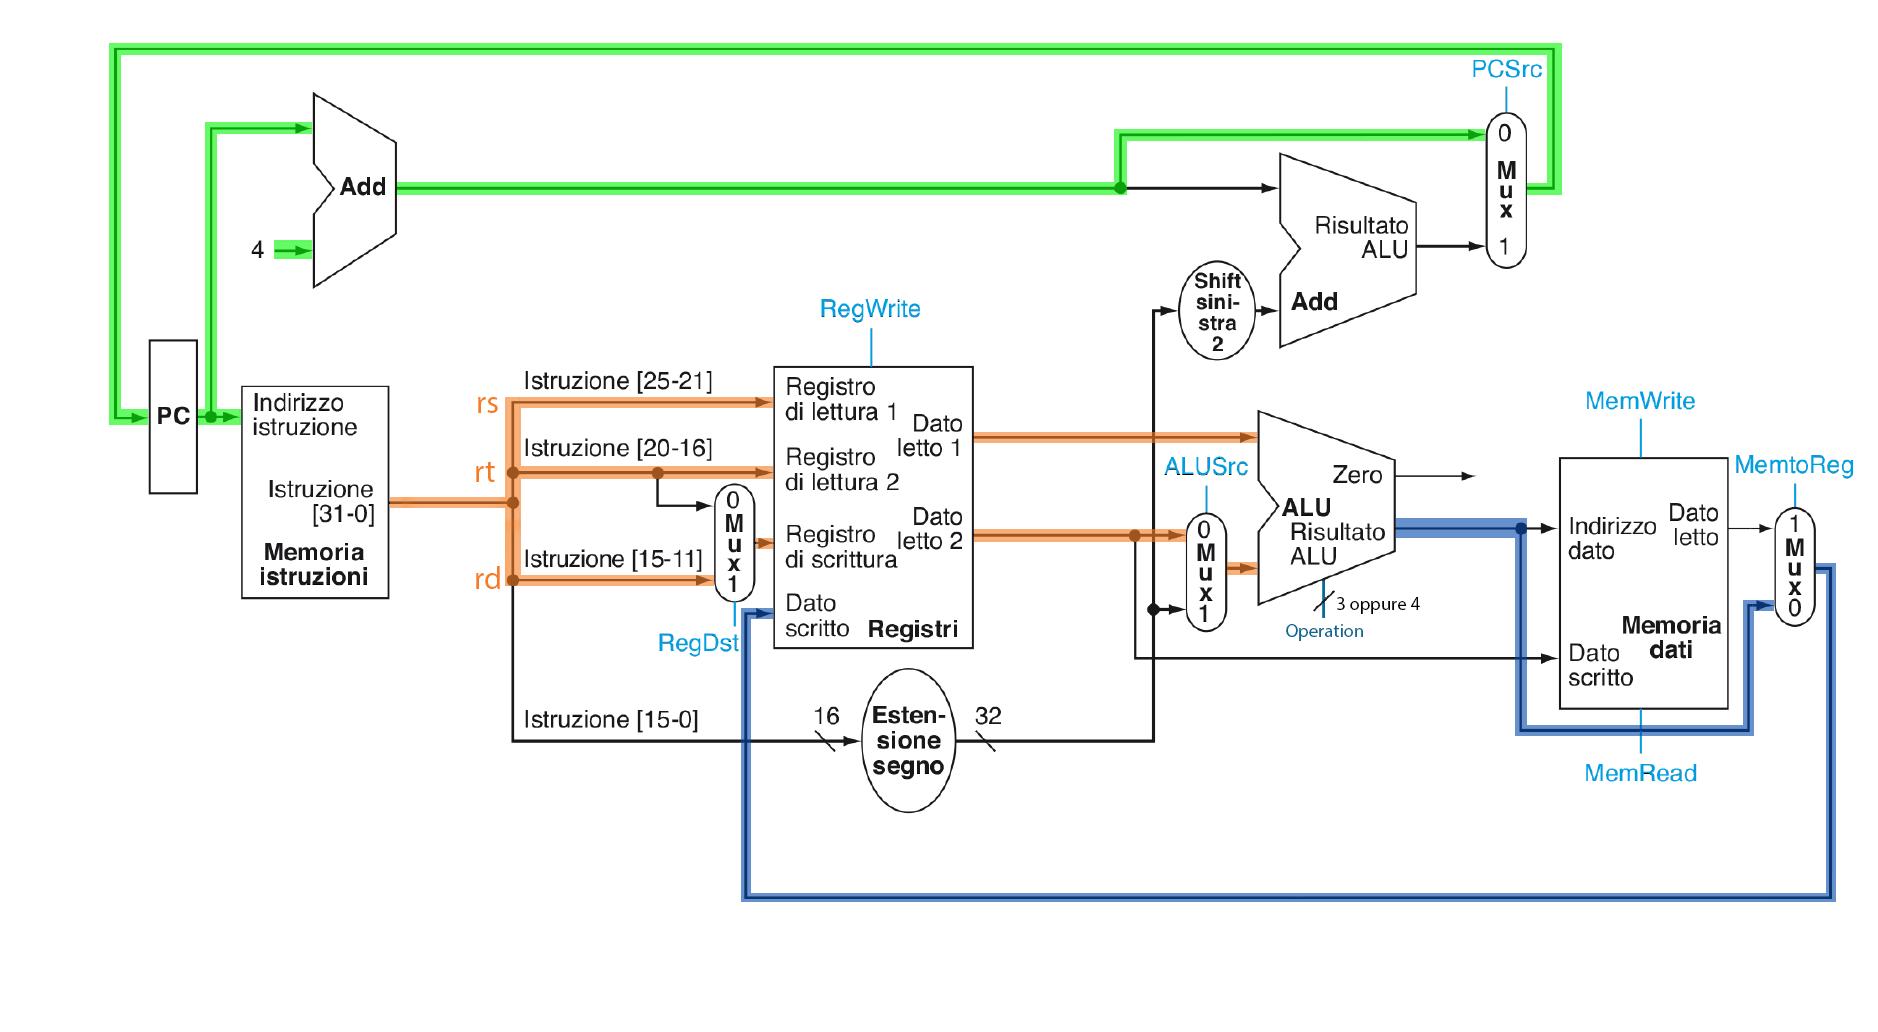 PCSrc
0
M
u
x
1
Add
4
Risultato
ALU
Add
Shift
sini-
stra
2
RegWrite
PC
Indirizzo
istruzione
Istruzione
[31-0]
Memoria
istruzioni
rs
Istruzione [25-21]
rt
Istruzione [20-16]
rd
Istruzione [15-11]
0
M
u
x
1
RegDst
Registro
di lettura 1
Registro
di lettura 2
Registro
di scrittura
Dato
scritto
Dato
letto 1
Dato
letto 2
Registri
Istruzione [15-0]
16
Esten-
sione
segno
32
ALUSrc
0
M
u
x
1
Zero
ALU
Risultato
ALU
3 oppure 4
Operation
MemWrite
Indirizzo
dato
Dato
letto
Memoria
dati
Dato
scritto
MemRead
MemtoReg
1
M
u
x
0